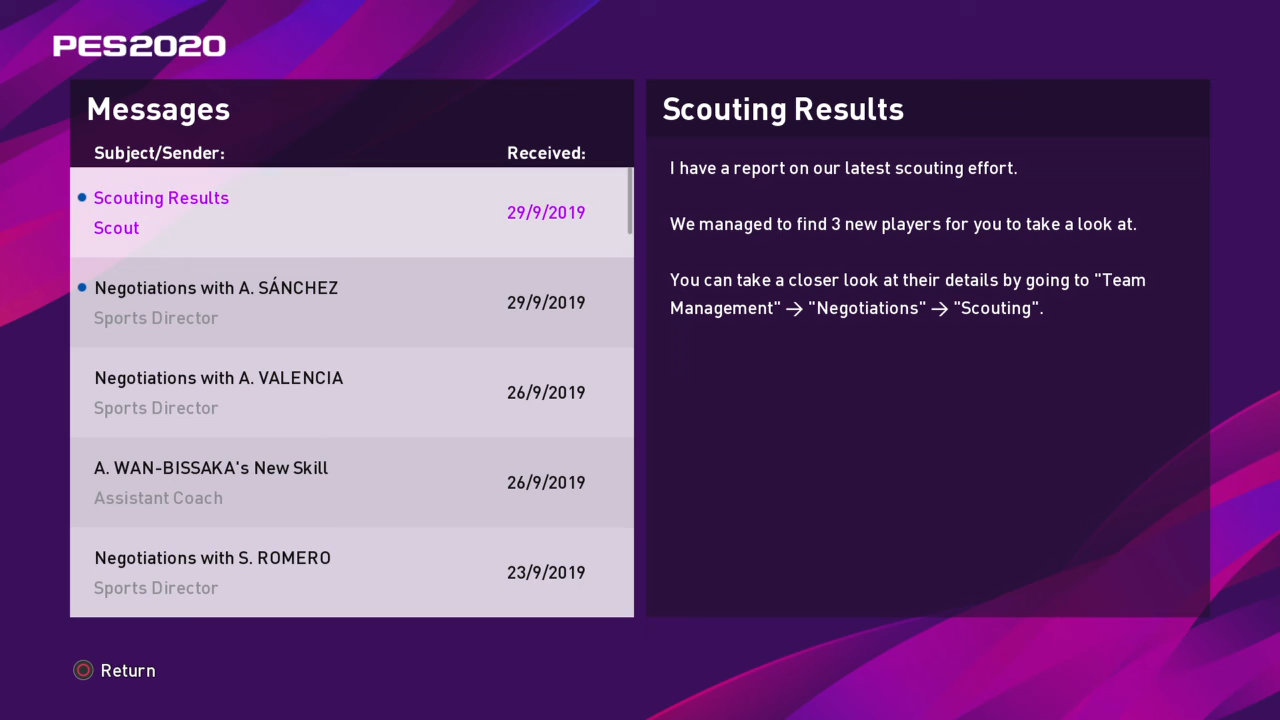 PES2020
Messages
Subject/Sender:
Received:
Scouting Results
Scout
29/9/2019
Negotiations with A. SÁNCHEZ
Sports Director
29/9/2019
Negotiations with A. VALENCIA
Sports Director
26/9/2019
A. WAN-BISSAKA's New Skill
Assistant Coach
26/9/2019
Negotiations with S. ROMERO
Sports Director
23/9/2019
Scouting Results
I have a report on our latest scouting effort.
We managed to find 3 new players for you to take a look at.
You can take a closer look at their details by going to "Team
Management" → "Negotiations" → "Scouting".
Return